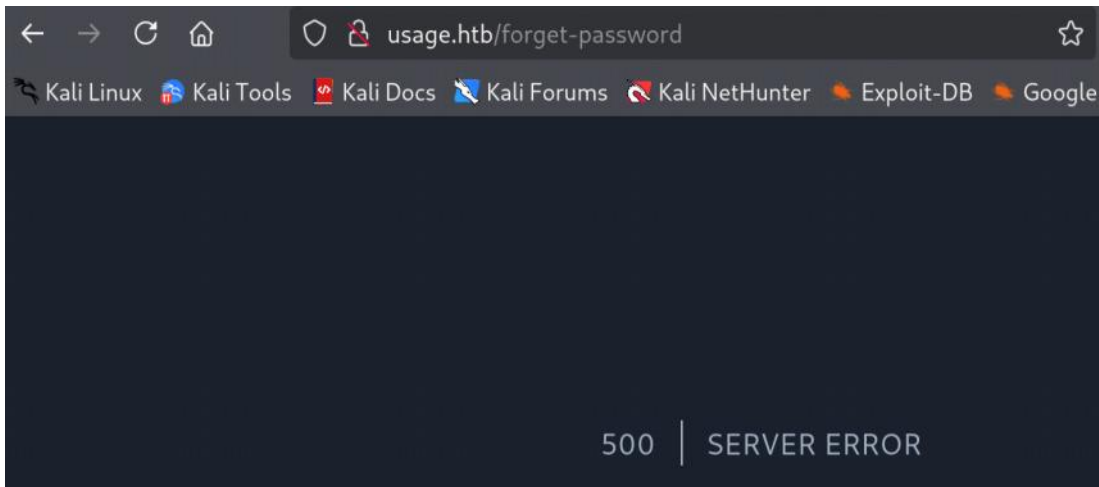 usage.htb/forget-password
Kali Linux Kali Tools Kali Docs Kali Forums Kali NetHunter Exploit-DB Google
500 SERVER ERROR